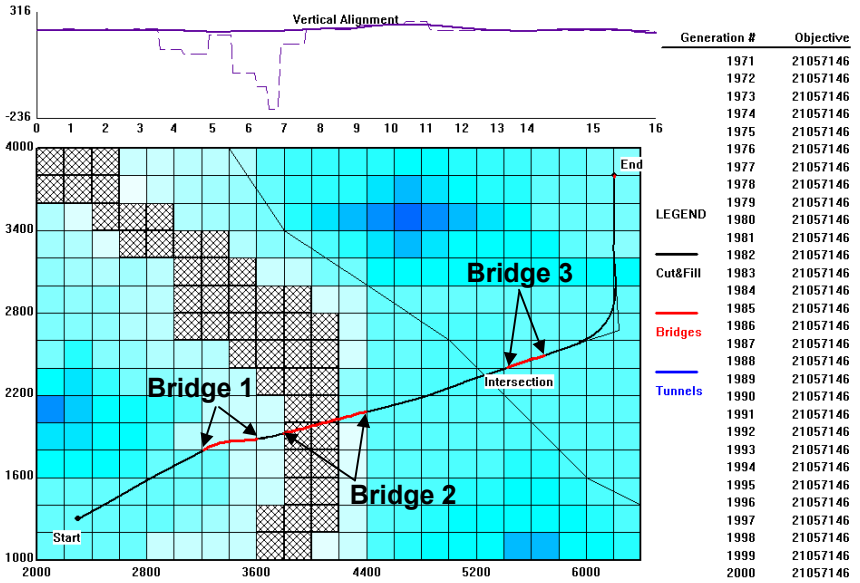 316
Vertical Alignment
-236
0 1 2 3 4 5 6 7 8 9 10 11 12 13 14 15 16
4000
3400
2800
2200
1600
1000
2000 2800 3600 4400 5200 6000
End
Bridge 3
Intersection
Bridge 1
Bridge 2
Start
LEGEND
Cut&Fill
Bridges
Tunnels
Generation # Objective
1971 21057146
1972 21057146
1973 21057146
1974 21057146
1975 21057146
1976 21057146
1977 21057146
1978 21057146
1979 21057146
1980 21057146
1981 21057146
1982 21057146
1983 21057146
1984 21057146
1985 21057146
1986 21057146
1987 21057146
1988 21057146
1989 21057146
1990 21057146
1991 21057146
1992 21057146
1993 21057146
1994 21057146
1995 21057146
1996 21057146
1997 21057146
1998 21057146
1999 21057146
2000 21057146